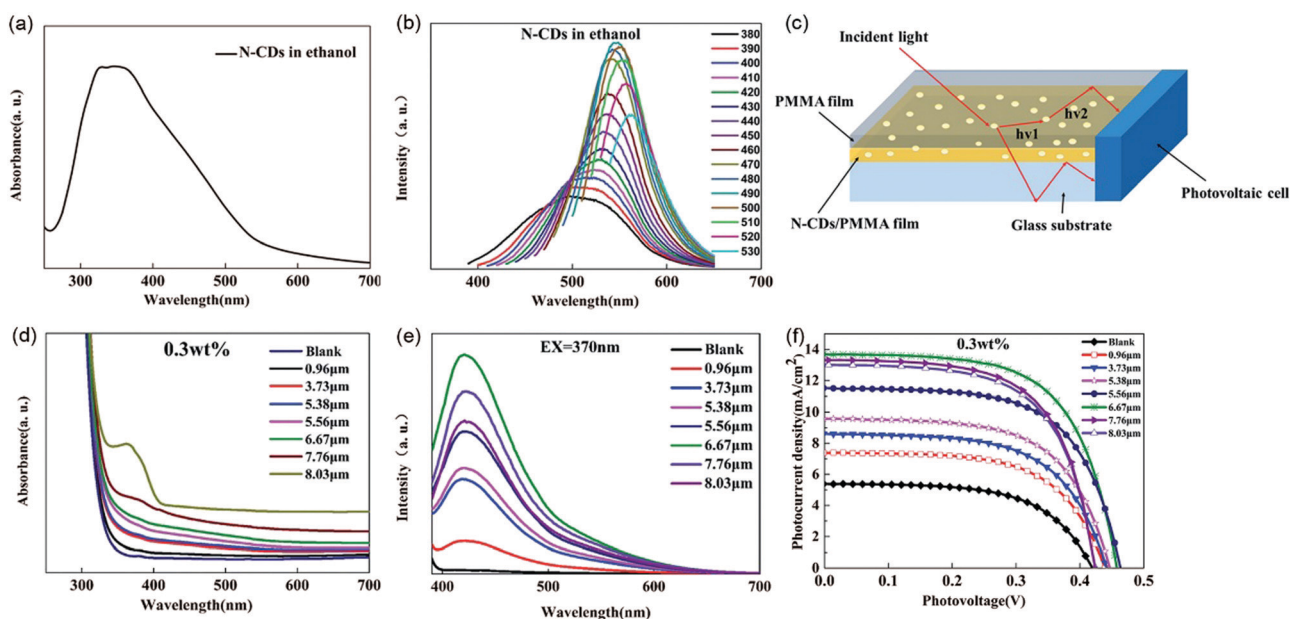 (a)
N-CDs in ethanol
Absorbance(a. u.)
300 400 500 600 700
Wavelength(nm)
(b)
N-CDs in ethanol
380
390
400
410
420
430
440
450
460
470
480
490
500
510
520
530
Intensity (a. u.)
400 500 600 700
Wavelength(nm)
(c)
Incident light
PMMA film
hv1
hv2
Photovoltaic cell
N-CDs/PMMA film
Glass substrate
(d)
0.3wt%
Blank
0.96μm
3.73μm
5.38μm
5.56μm
6.67μm
7.76μm
8.03μm
Absorbance(a. u.)
300 400 500 600 700
Wavelength(nm)
(e)
EX=370nm
Blank
0.96μm
3.73μm
5.38μm
5.56μm
6.67μm
7.76μm
8.03μm
Intensity (a. u.)
400 500 600 700
Wavelength(nm)
(f)
0.3wt%
Blank
0.96μm
3.73μm
5.38μm
5.56μm
6.67μm
7.76μm
8.03μm
Photocurrent density(mA/cm²)
14
12
10
8
6
4
2
0
0.0 0.1 0.2 0.3 0.4 0.5
Photovoltage(V)